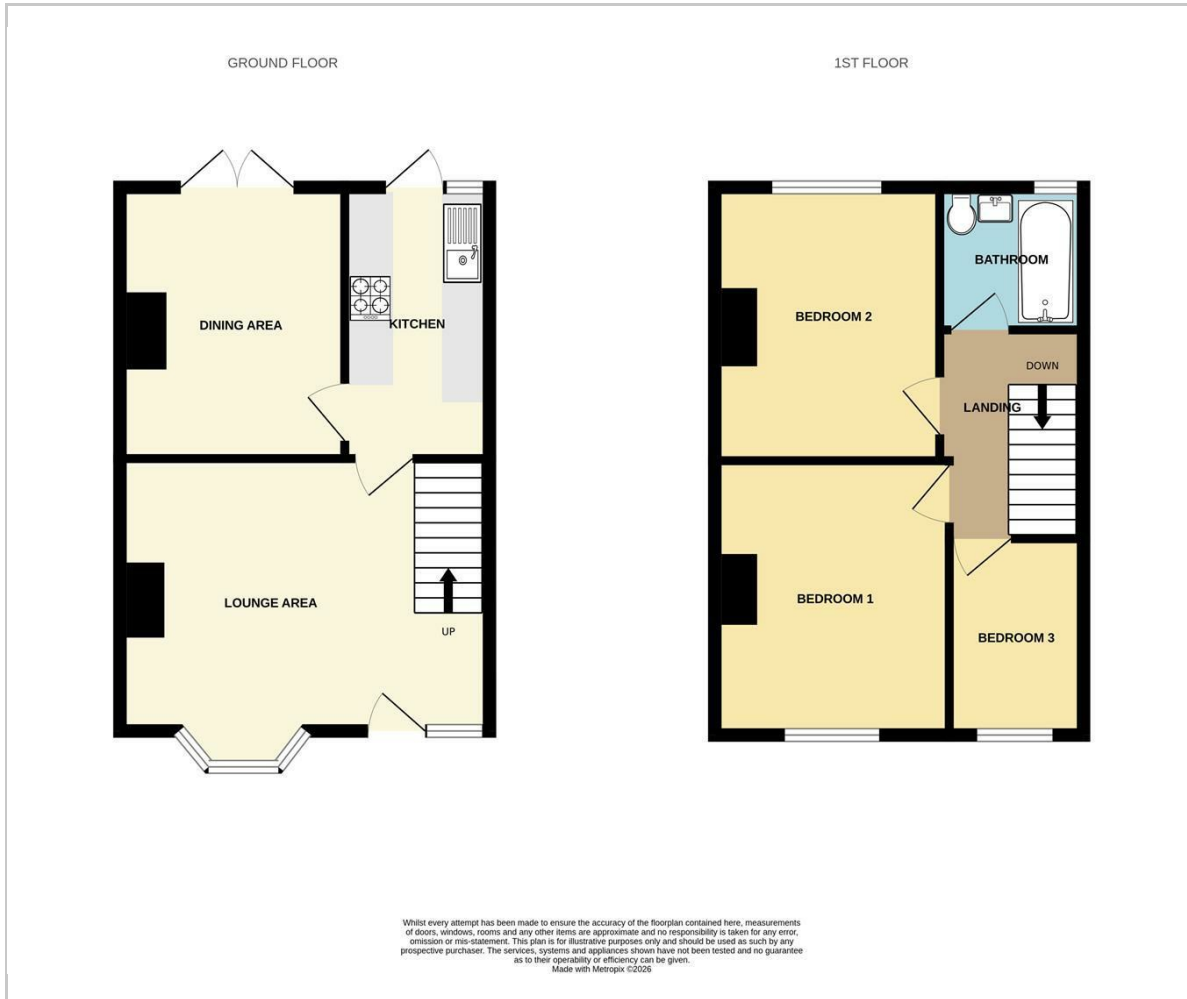 GROUND FLOOR
1ST FLOOR
DINING AREA
KITCHEN
LOUNGE AREA
UP
BEDROOM 2
BATHROOM
DOWN
LANDING
BEDROOM 1
BEDROOM 3
Whilst every attempt has been made to ensure the accuracy of the floorplan contained here, measurements
of doors, windows, rooms and any other items are approximate and no responsibility is taken for any error,
omission or mis-statement. This plan is for illustrative purposes only and should be used as such by any
prospective purchaser. The services, systems and appliances shown have not been tested and no guarantee
as to their operability or efficiency can be given.
Made with Metropix ©2026